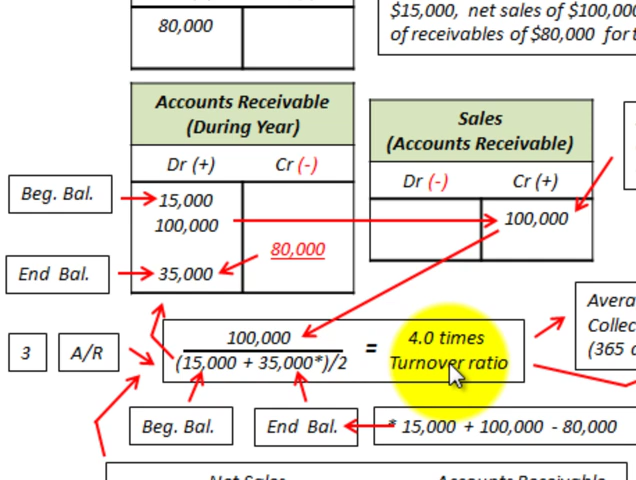 $15,000, net sales of $100,000
of receivables of $80,000 for
80,000
Accounts Receivable
(During Year)
Dr (+) Cr (-)
Sales
(Accounts Receivable)
Dr (-) Cr (+)
Beg. Bal.
15,000
100,000
100,000
80,000
End Bal.
35,000
3
A/R
100,000
(15,000 + 35,000*)/2
=
4.0 times
Turnover ratio
(365
Beg. Bal.
End Bal.
* 15,000 + 100,000 - 80,000
Net Sales
Accounts Receivable